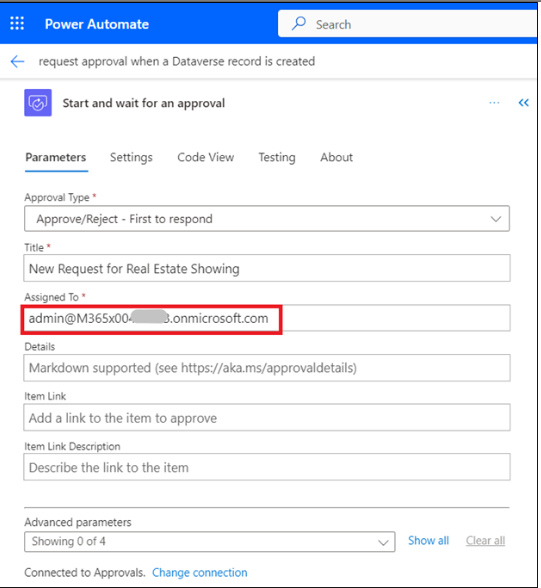 Power Automate
Search
request approval when a Dataverse record is created
Start and wait for an approval
Parameters Settings Code View Testing About
Approval Type *
Approve/Reject - First to respond
Title *
New Request for Real Estate Showing
Assigned To *
admin@M365x004 3.onmicrosoft.com
Details
Markdown supported (see https://aka.ms/approvaldetails)
Item Link
Add a link to the item to approve
Item Link Description
Describe the link to the item
Advanced parameters
Showing 0 of 4 Show all Clear all
Connected to Approvals. Change connection